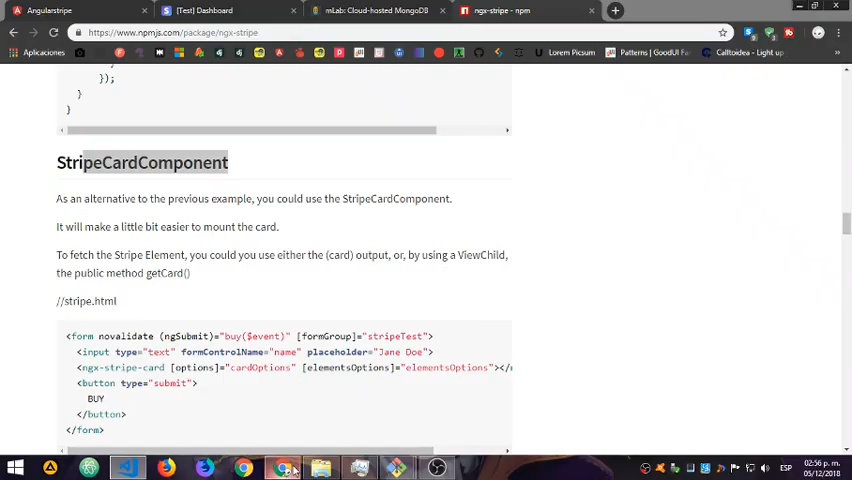 Angularstripe
[Test] Dashboard
mLab: Cloud-hosted MongoDB
ngx-stripe - npm
https://www.npmjs.com/package/ngx-stripe
Aplicaciones
Lorem Picsum
Patterns | GoodUI Fa
Calltoidea - Light up
});
}
}
StripeCardComponent
As an alternative to the previous example, you could use the StripeCardComponent.
It will make a little bit easier to mount the card.
To fetch the Stripe Element, you could you use either the (card) output, or, by using a ViewChild,
the public method getCard()
//stripe.html
<form novalidate (ngSubmit)="buy($event)" [formGroup]="stripeTest">
<input type="text" formControlName="name" placeholder="Jane Doe">
<ngx-stripe-card [options]="cardOptions" [elementsOptions]="elementsOptions"></
<button type="submit">
BUY
</button>
</form>
ESP
02:56 p. m.
05/12/2018